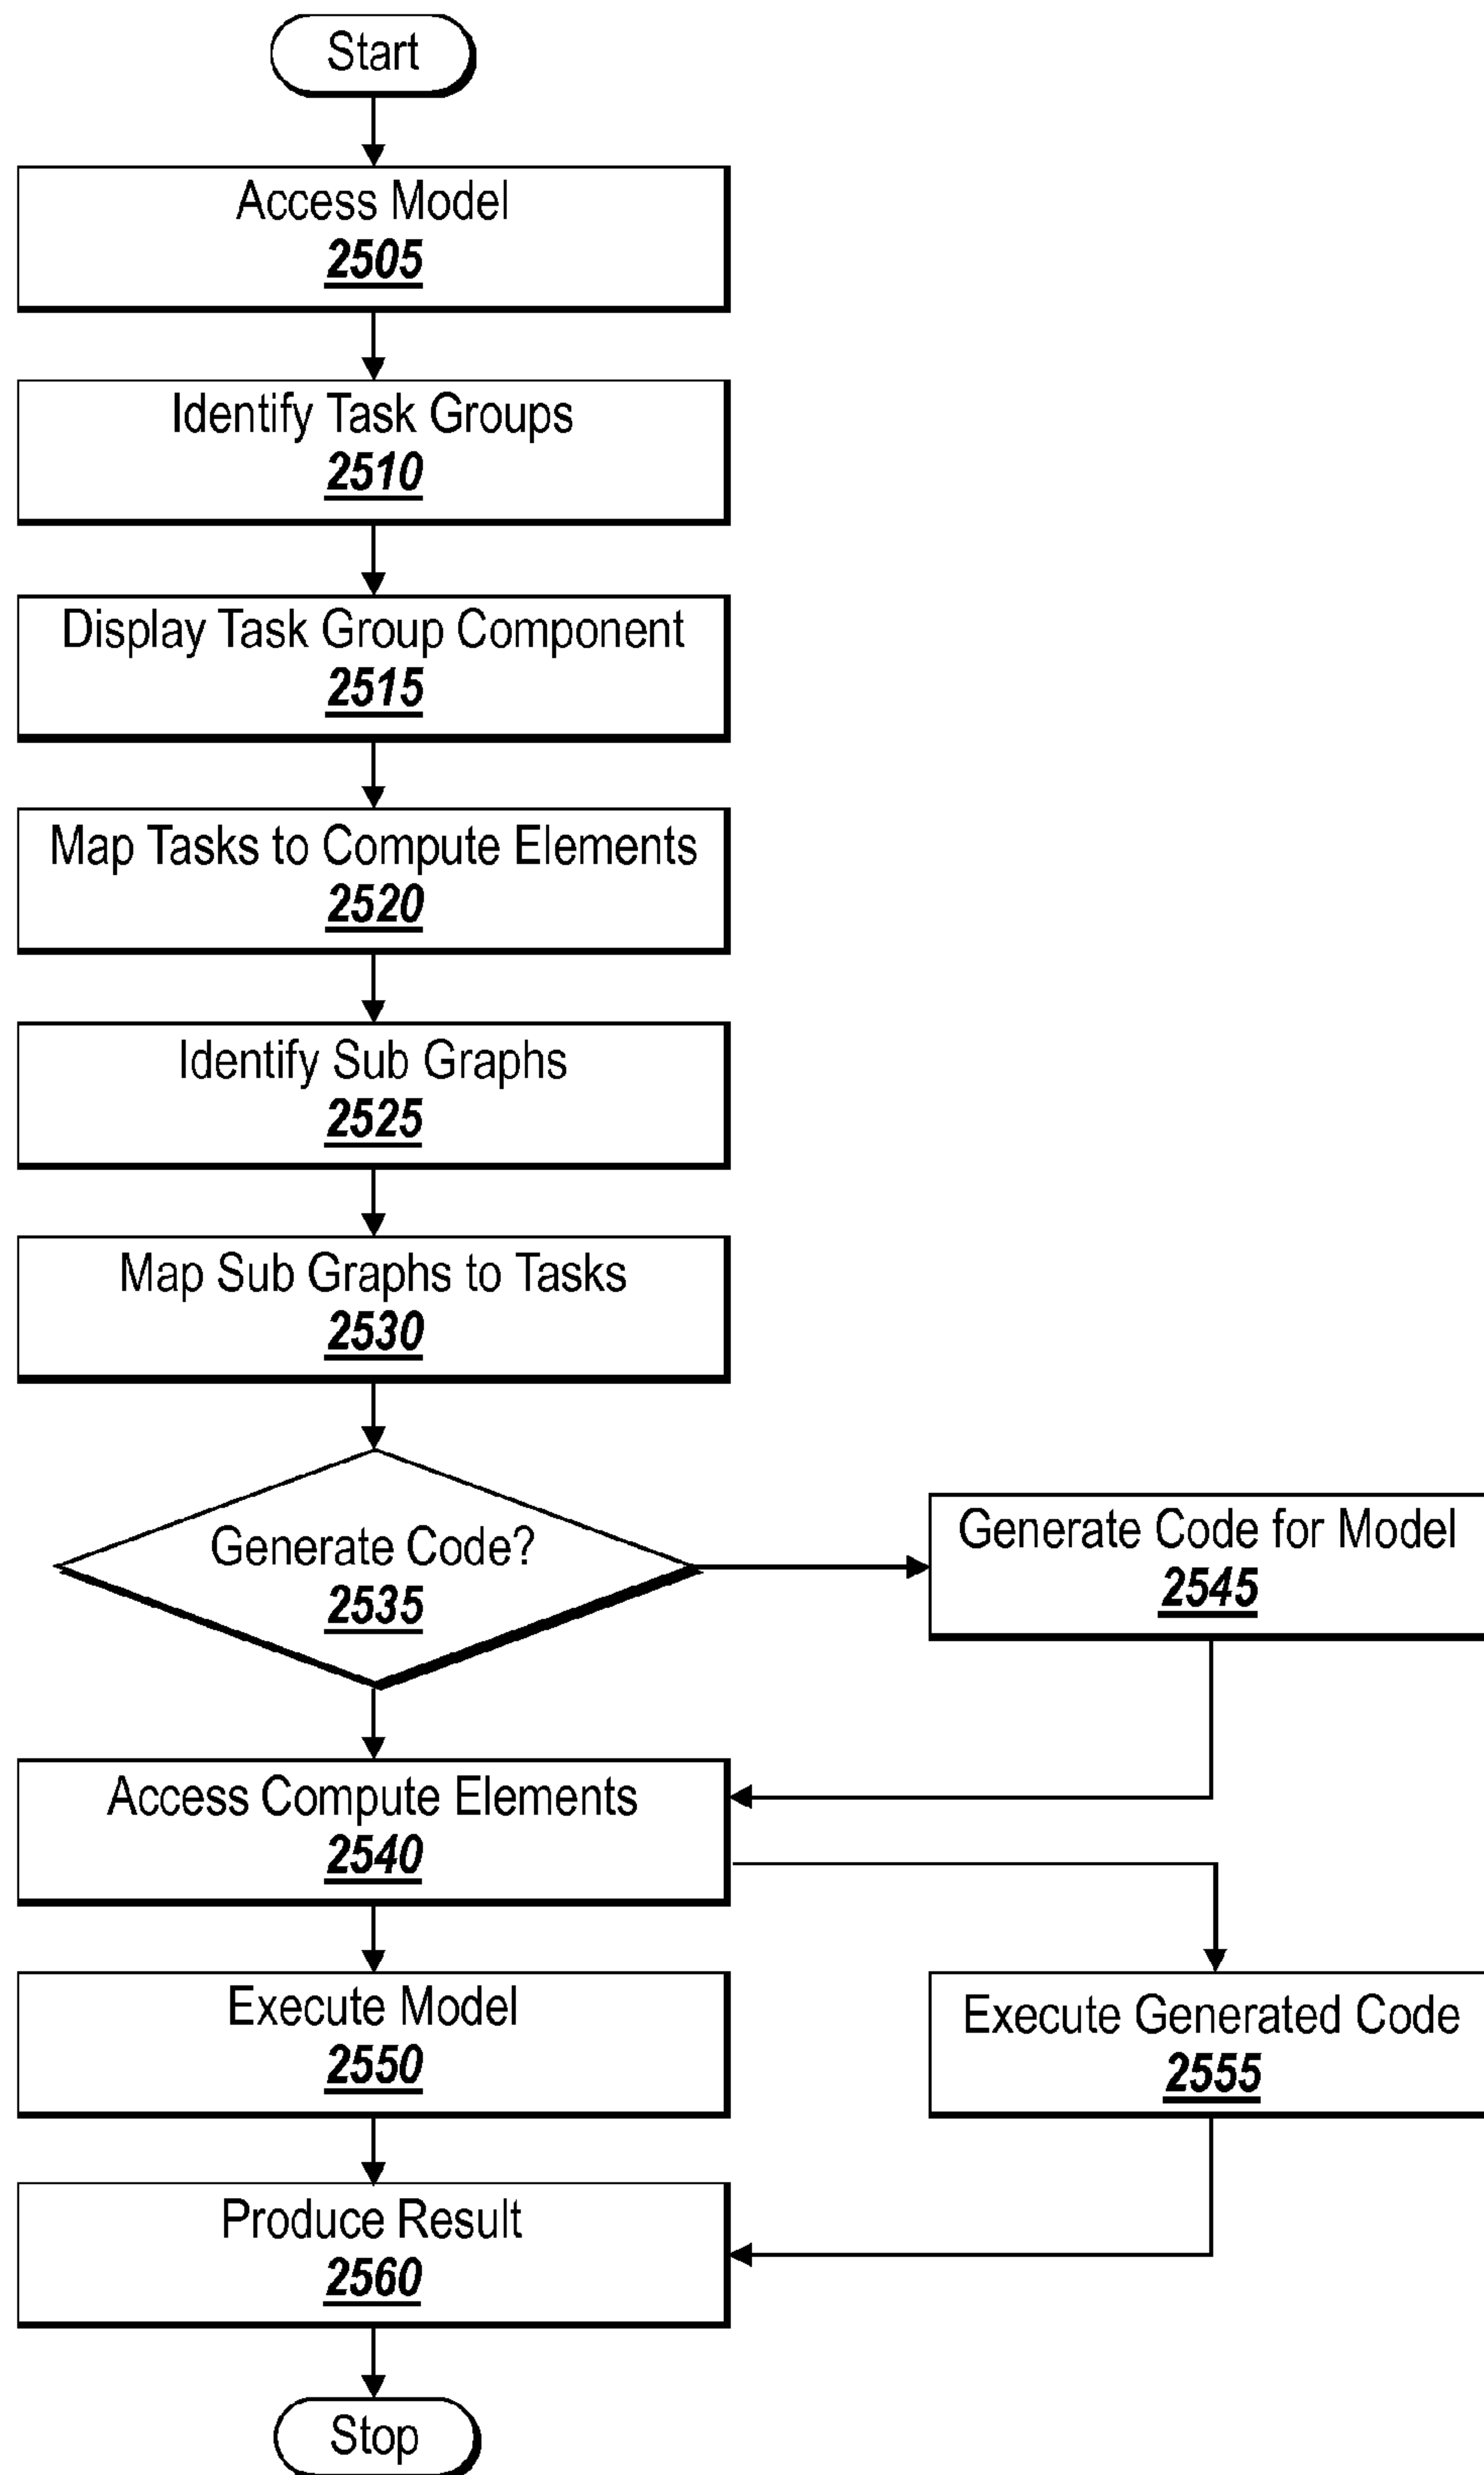 Start
Access Model
2505
Identify Task Groups
2510
Display Task Group Component
2515
Map Tasks to Compute Elements
2520
Identify Sub Graphs
2525
Map Sub Graphs to Tasks
2530
Generate Code?
2535
Generate Code for Model
2545
Access Compute Elements
2540
Execute Model
2550
Execute Generated Code
2555
Produce Result
2560
Stop